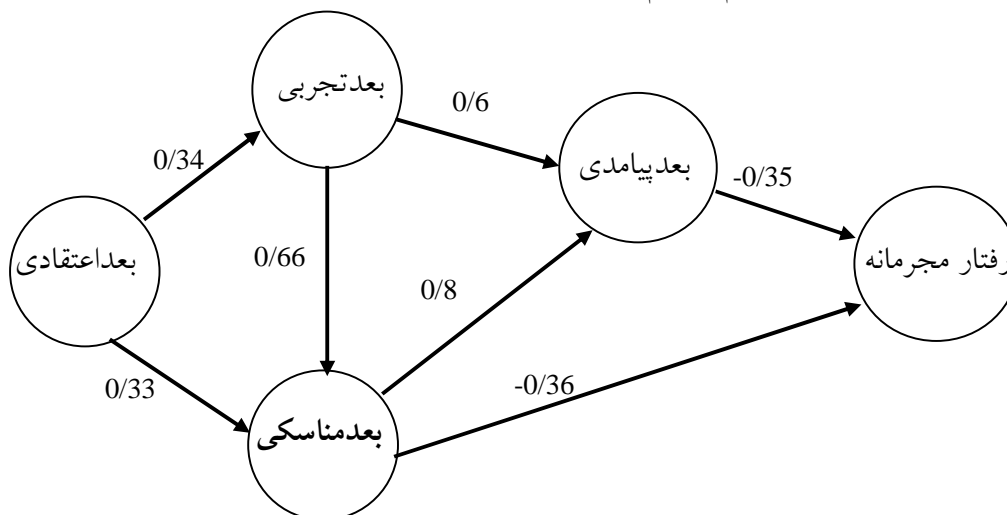 بعدتجربی
0/6
0/34
بعدپیامدی
-0/35
بعداعتقادی
0/66
رفتار مجرمانه
0/8
0/33
-0/36
بعدمناسکی